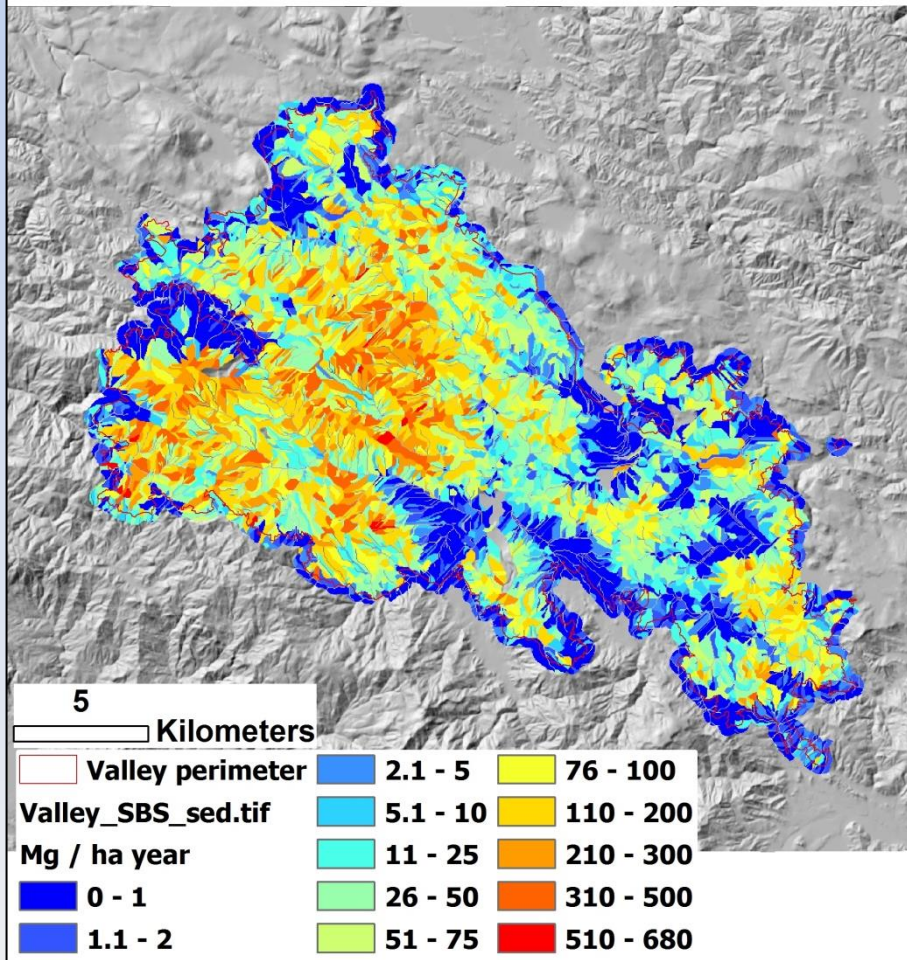 5
Kilometers
Valley perimeter
Valley_SBS_sed.tif
Mg / ha year
0 - 1
1.1 - 2
2.1 - 5
5.1 - 10
11 - 25
26 - 50
51 - 75
76 - 100
110 - 200
210 - 300
310 - 500
510 - 680